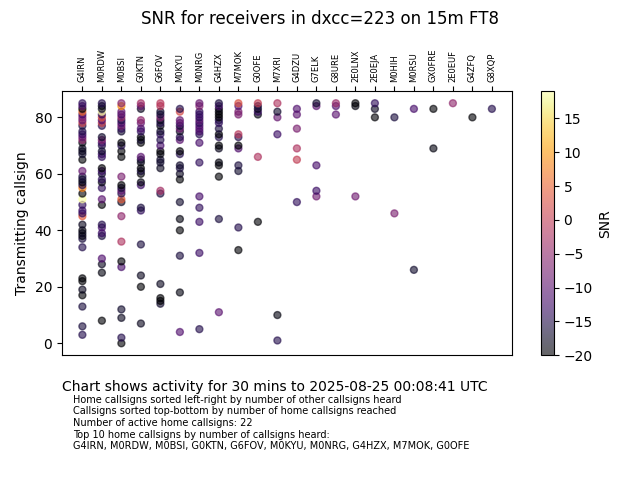 SNR for receivers in dxcc=223 on 15m FT8
G4IRN M0RDW M0BSI G0KTN G6FOV M0KYU M0NRG G4HZX M7MOK G0OFE M7XRI G4DZU G7ELK G8URE 2E0LNX 2E0EJA M0HIH M0RSU GX0FRE 2E0EUF G4ZFQ G8XQP
80
60
40
20
0
Transmitting callsign
15
10
5
0
−5
−10
−15
−20
SNR
Chart shows activity for 30 mins to 2025-08-25 00:08:41 UTC
Home callsigns sorted left-right by number of other callsigns heard
Callsigns sorted top-bottom by number of home callsigns reached
Number of active home callsigns: 22
Top 10 home callsigns by number of callsigns heard:
G4IRN, M0RDW, M0BSI, G0KTN, G6FOV, M0KYU, M0NRG, G4HZX, M7MOK, G0OFE